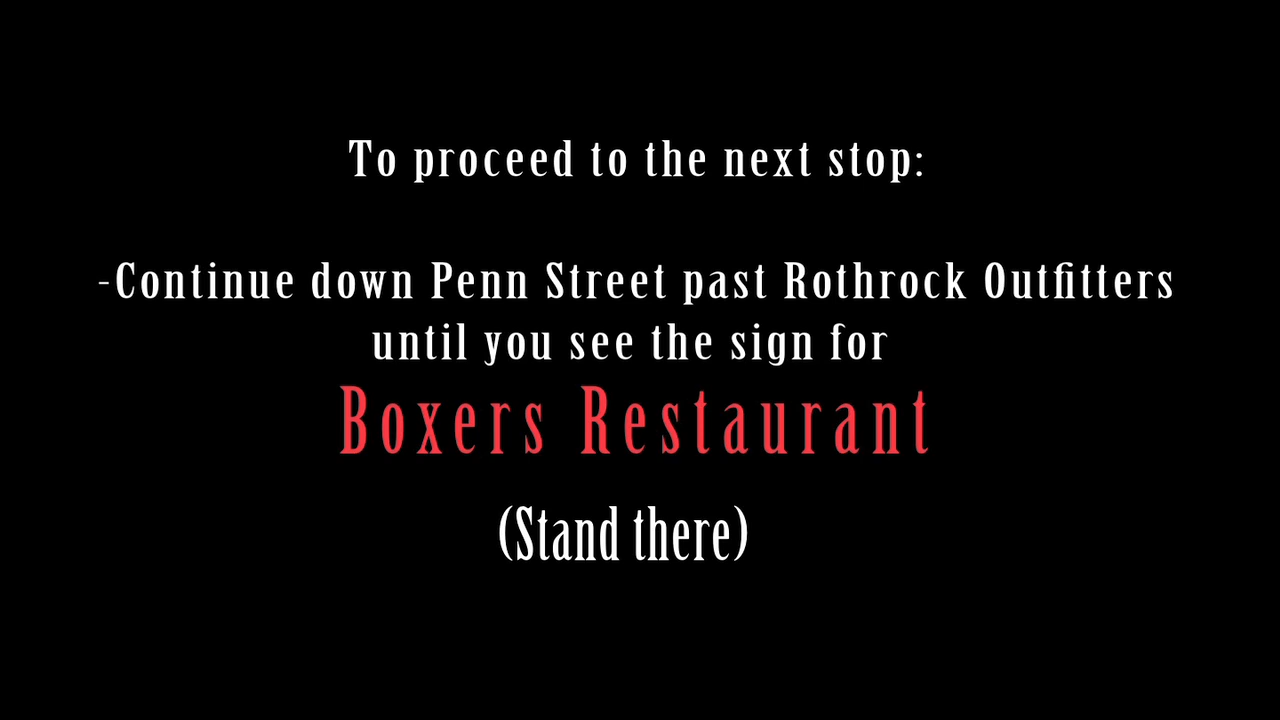 To proceed to the next stop:
-Continue down Penn Street past Rothrock Outfitters
until you see the sign for
Boxers Restaurant
(Stand there)